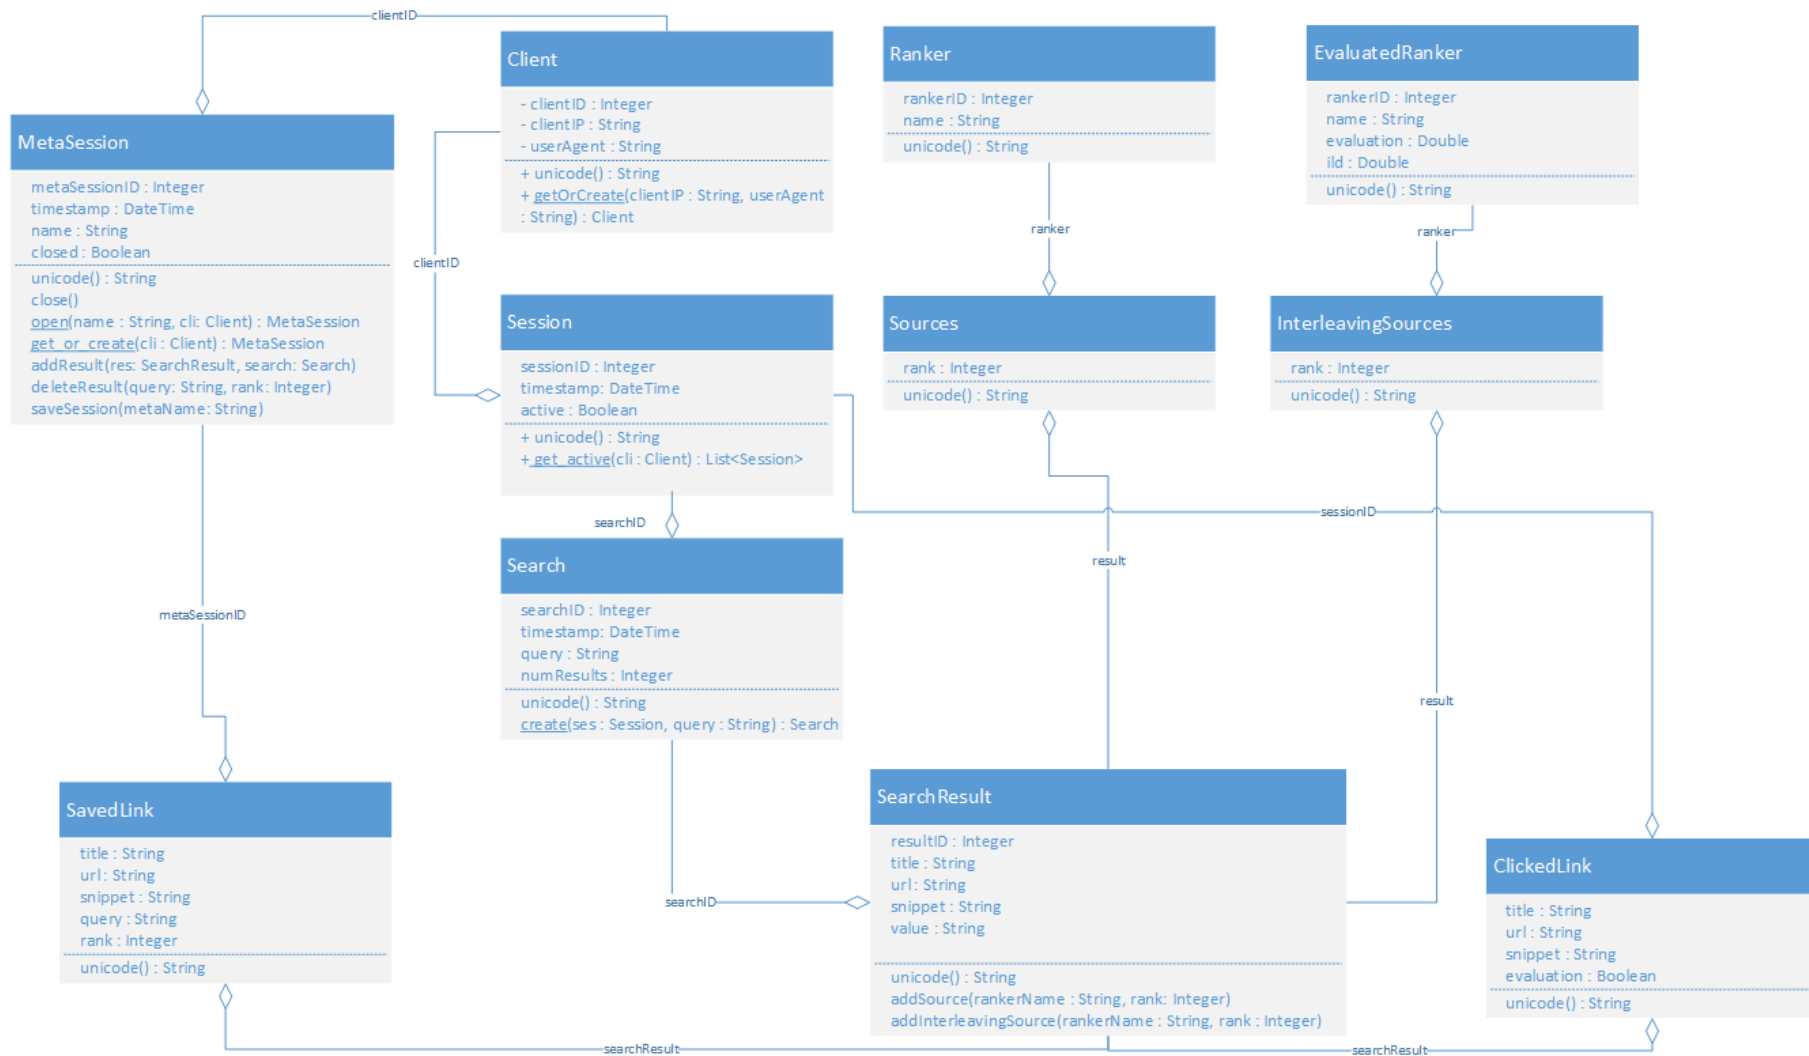 clientID
Client
- clientID : Integer
- clientIP : String
- userAgent : String
+ unicode() : String
+ getOrCreate(clientIP : String, userAgent
: String) : Client
Ranker
rankerID : Integer
name : String
unicode() : String
EvaluatedRanker
rankerID : Integer
name : String
evaluation : Double
ild : Double
unicode() : String
MetaSession
metaSessionID : Integer
timestamp : DateTime
name : String
closed : Boolean
unicode() : String
close()
open(name : String, cli: Client) : MetaSession
get_or_create(cli : Client) : MetaSession
addResult(res: SearchResult, search: Search)
deleteResult(query: String, rank: Integer)
saveSession(metaName: String)
clientID
ranker
ranker
Session
sessionID : Integer
timestamp: DateTime
active : Boolean
+ unicode() : String
+ get_active(cli : Client) : List<Session>
Sources
rank : Integer
unicode() : String
InterleavingSources
rank : Integer
unicode() : String
searchID
sessionID
result
Search
searchID : Integer
timestamp: DateTime
query : String
numResults : Integer
unicode() : String
create(ses : Session, query : String) : Search
metaSessionID
result
SavedLink
title : String
url : String
snippet : String
query : String
rank : Integer
unicode() : String
searchID
SearchResult
resultID : Integer
title : String
url : String
snippet : String
value : String
unicode() : String
addSource(rankerName : String, rank: Integer)
addInterleavingSource(rankerName : String, rank : Integer)
ClickedLink
title : String
url : String
snippet : String
evaluation : Boolean
unicode() : String
searchResult
searchResult